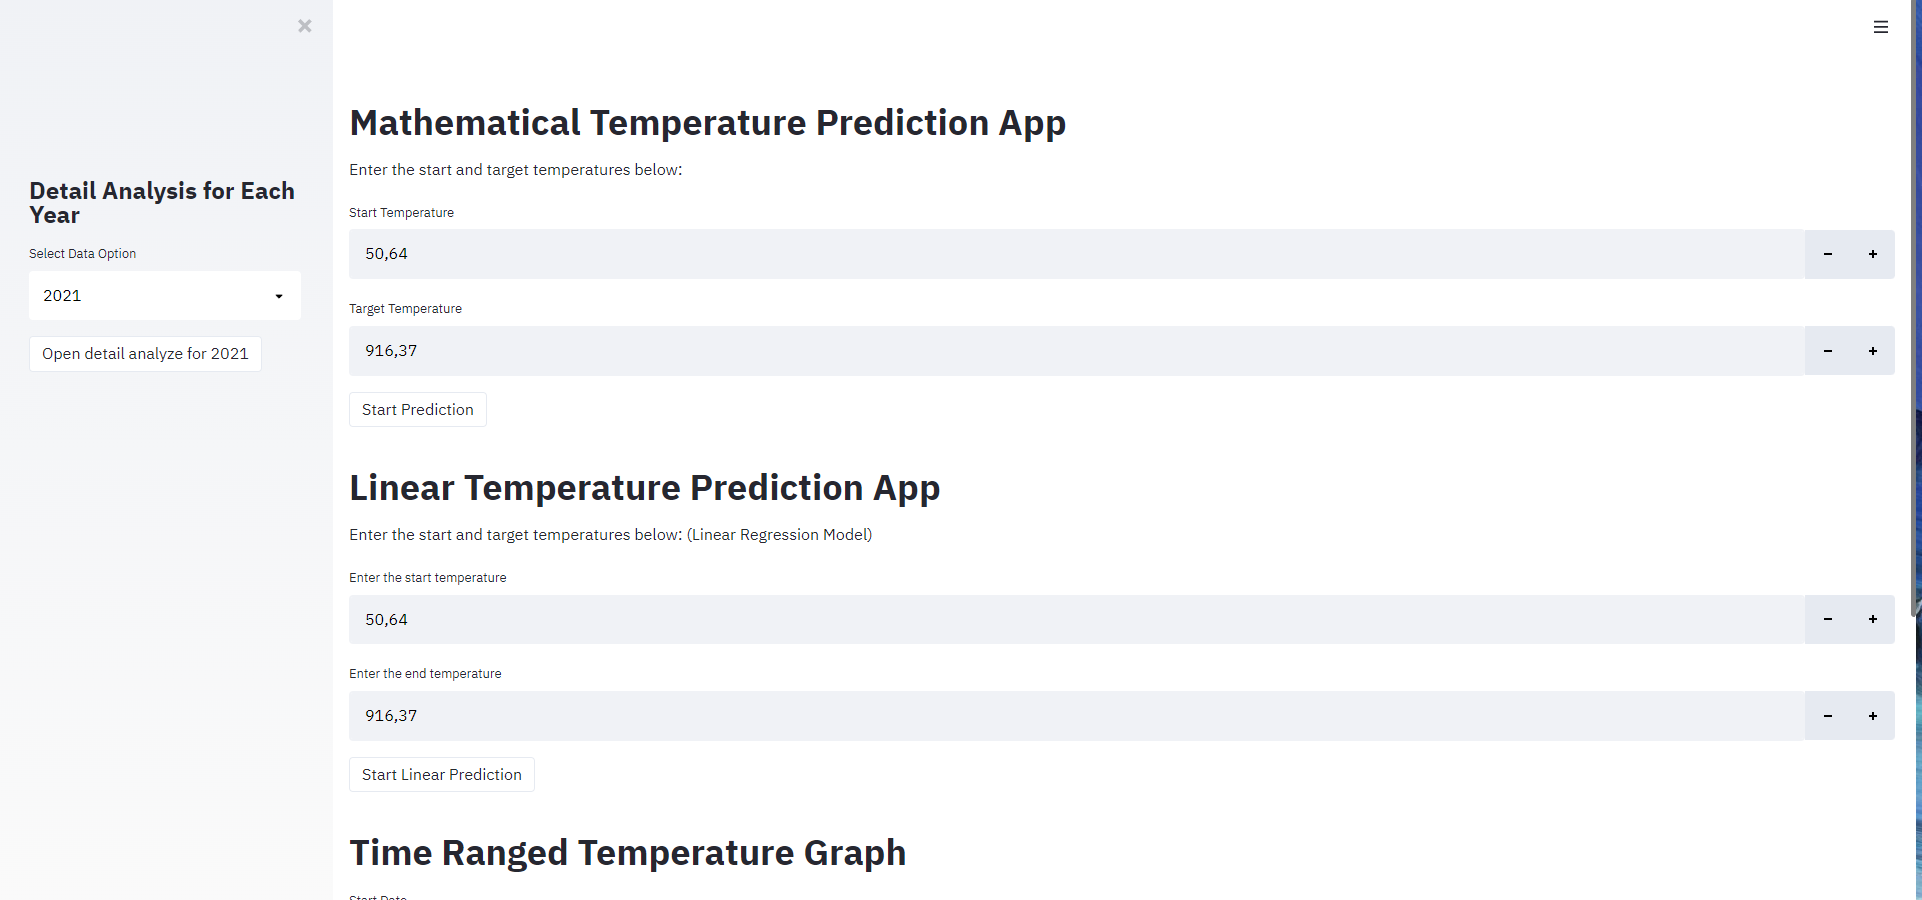 Detail Analysis for Each
Year
Select Data Option
2021
Open detail analyze for 2021
Mathematical Temperature Prediction App
Enter the start and target temperatures below:
Start Temperature
50,64
Target Temperature
916,37
Start Prediction
Linear Temperature Prediction App
Enter the start and target temperatures below: (Linear Regression Model)
Enter the start temperature
50,64
Enter the end temperature
916,37
Start Linear Prediction
Time Ranged Temperature Graph
Start Date